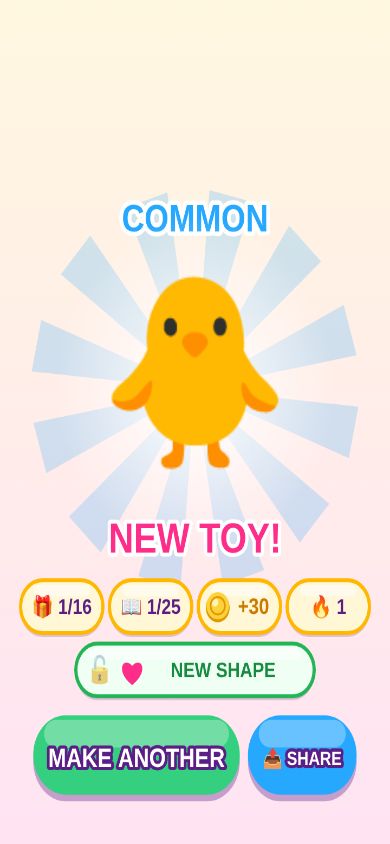 COMMON
NEW TOY!
1/16 1/25 +30 1
NEW SHAPE
MAKE ANOTHER SHARE